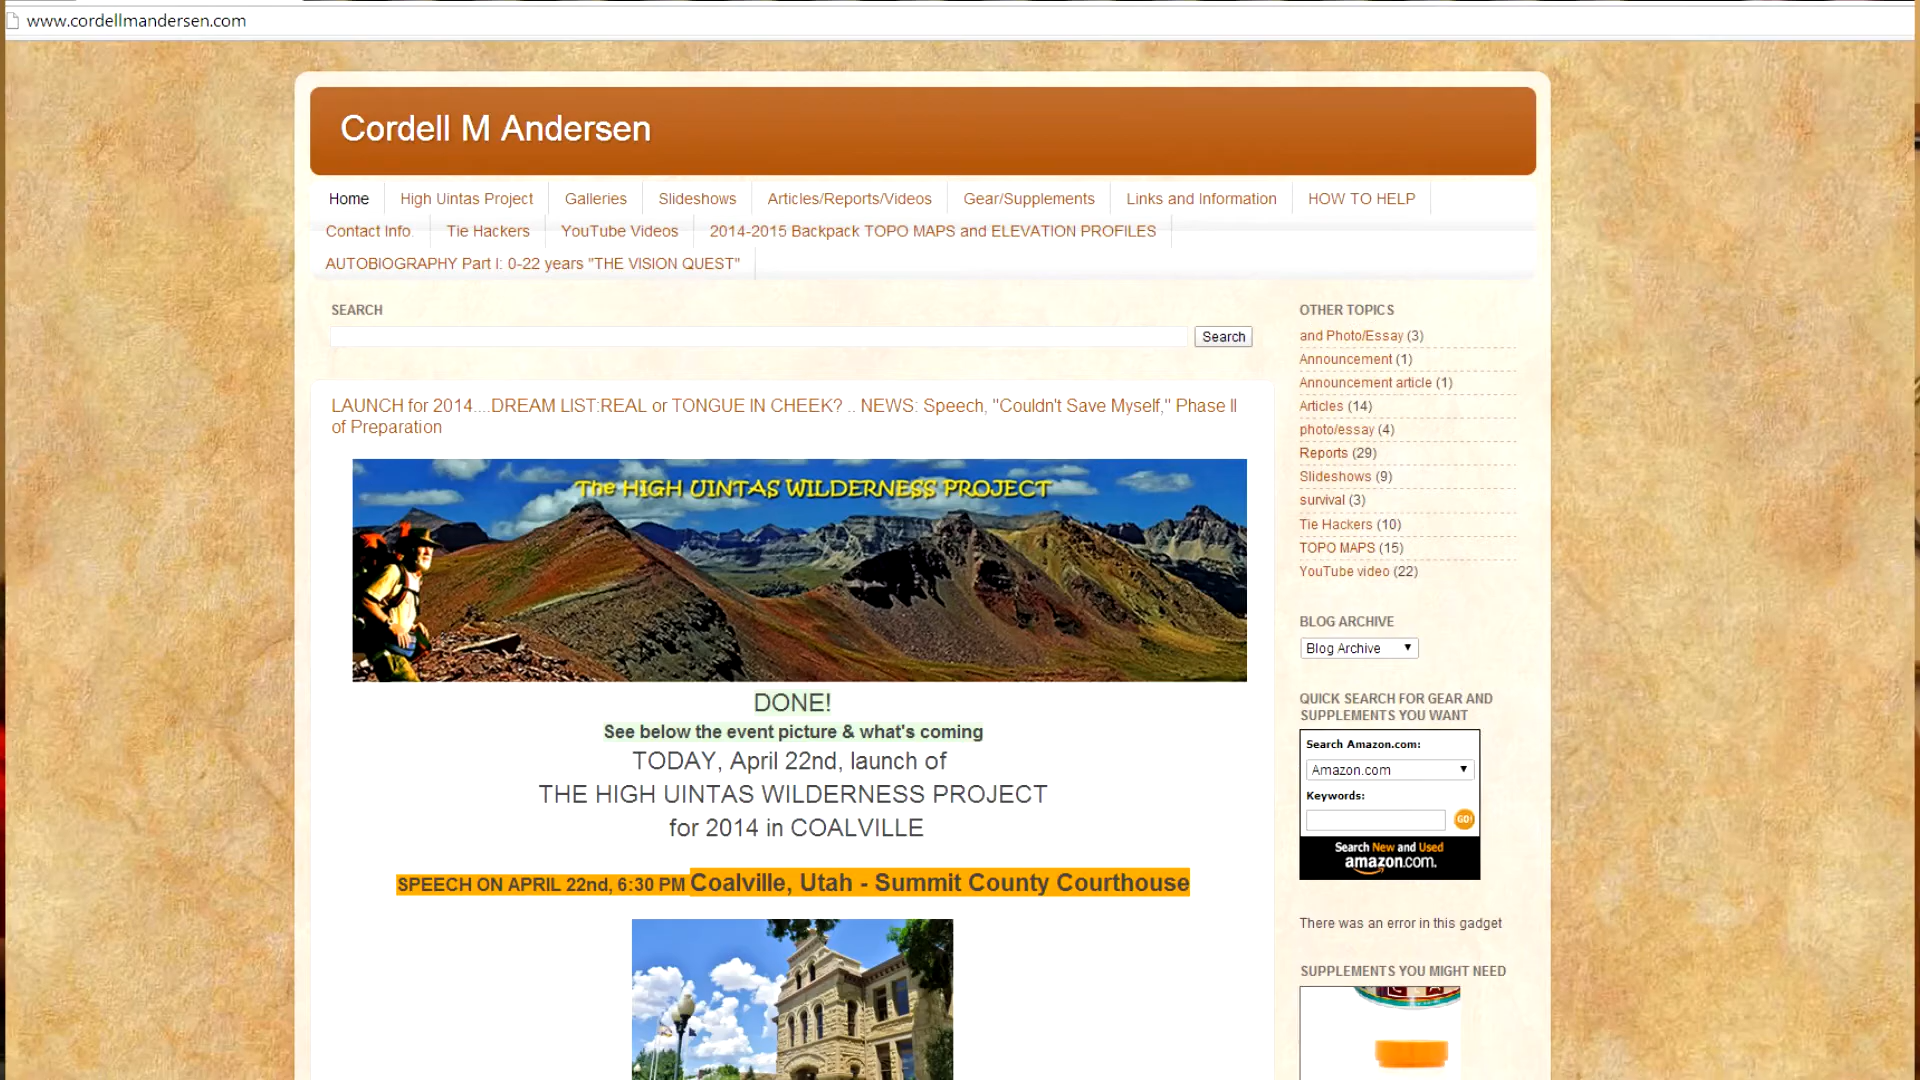 www.cordellmandersen.com
Cordell M Andersen
Home
High Uintas Project
Galleries
Slideshows
Articles/Reports/Videos
Gear/Supplements
Links and Information
HOW TO HELP
Contact Info.
Tie Hackers
YouTube Videos
2014-2015 Backpack TOPO MAPS and ELEVATION PROFILES
AUTOBIOGRAPHY Part I: 0-22 years "THE VISION QUEST"
SEARCH
Search
LAUNCH for 2014....DREAM LIST:REAL or TONGUE IN CHEEK? .. NEWS: Speech, "Couldn't Save Myself," Phase II
of Preparation
The HIGH UINTAS WILDERNESS PROJECT
DONE!
See below the event picture & what's coming
TODAY, April 22nd, launch of
THE HIGH UINTAS WILDERNESS PROJECT
for 2014 in COALVILLE
SPEECH ON APRIL 22nd, 6:30 PM Coalville, Utah - Summit County Courthouse
OTHER TOPICS
and Photo/Essay (3)
Announcement (1)
Announcement article (1)
Articles (14)
photo/essay (4)
Reports (29)
Slideshows (9)
survival (3)
Tie Hackers (10)
TOPO MAPS (15)
YouTube video (22)
BLOG ARCHIVE
Blog Archive
QUICK SEARCH FOR GEAR AND
SUPPLEMENTS YOU WANT
Search Amazon.com:
Amazon.com
Keywords:
GO!
Search New and Used
amazon.com.
There was an error in this gadget
SUPPLEMENTS YOU MIGHT NEED